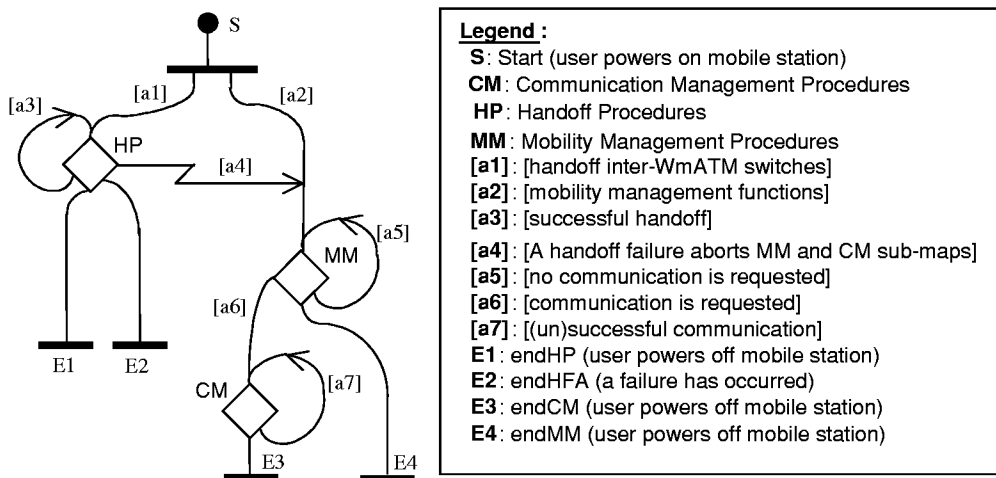 S
[a1]
[a2]
[a3]
HP
[a4]
[a5]
MM
[a6]
E1
E2
CM
[a7]
E3
E4
Legend :
S: Start (user powers on mobile station)
CM: Communication Management Procedures
HP: Handoff Procedures
MM: Mobility Management Procedures
[a1]: [handoff inter-WmATM switches]
[a2]: [mobility management functions]
[a3]: [successful handoff]
[a4]: [A handoff failure aborts MM and CM sub-maps]
[a5]: [no communication is requested]
[a6]: [communication is requested]
[a7]: [(un)successful communication]
E1: endHP (user powers off mobile station)
E2: endHFA (a failure has occurred)
E3: endCM (user powers off mobile station)
E4: endMM (user powers off mobile station)